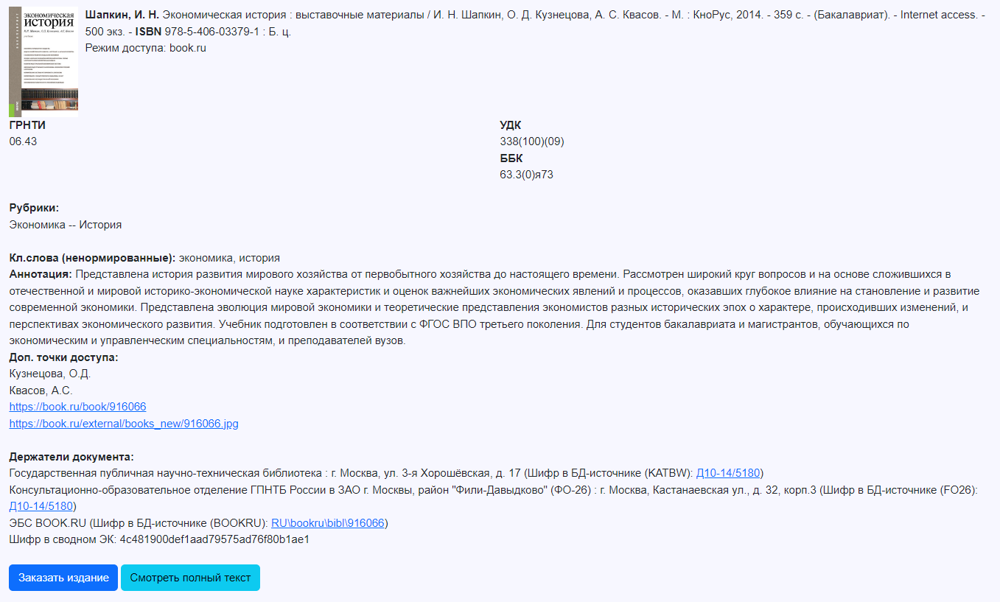 экономическая
история
Шапкин, И. Н. Экономическая история : выставочные материалы / И. Н. Шапкин, О. Д. Кузнецова, А. С. Квасов. - М. : КноРус, 2014. - 359 с. - (Бакалавриат). - Internet access. -
500 экз. - ISBN 978-5-406-03379-1 : Б. ц.
Режим доступа: book.ru
ГРНТИ
06.43
УДК
338(100)(09)
ББК
63.3(0)я73
Рубрики:
Экономика -- История
Кл.слова (ненормированные): экономика, история
Аннотация: Представлена история развития мирового хозяйства от первобытного хозяйства до настоящего времени. Рассмотрен широкий круг вопросов и на основе сложившихся в
отечественной и мировой историко-экономической науке характеристик и оценок важнейших экономических явлений и процессов, оказавших глубокое влияние на становление и развитие
современной экономики. Представлена эволюция мировой экономики и теоретические представления экономистов разных исторических эпох о характере, происходивших изменений, и
перспективах экономического развития. Учебник подготовлен в соответствии с ФГОС ВПО третьего поколения. Для студентов бакалавриата и магистрантов, обучающихся по
экономическим и управленческим специальностям, и преподавателей вузов.
Доп. точки доступа:
Кузнецова, О.Д.
Квасов, А.С.
https://book.ru/book/916066
https://book.ru/external/books_new/916066.jpg
Держатели документа:
Государственная публичная научно-техническая библиотека : г. Москва, ул. 3-я Хорошёвская, д. 17 (Шифр в БД-источнике (KATBW): Д10-14/5180)
Консультационно-образовательное отделение ГПНТБ России в ЗАО г. Москвы, район "Фили-Давыдково" (ФО-26) : г. Москва, Кастанаевская ул., д. 32, корп.3 (Шифр в БД-источнике (FO26):
Д10-14/5180)
ЭБС BOOK.RU (Шифр в БД-источнике (BOOKRU): RU\bookru\bibl\916066)
Шифр в сводном ЭК: 4c481900def1aad79575ad76f80b1ae1
Заказать издание
Смотреть полный текст